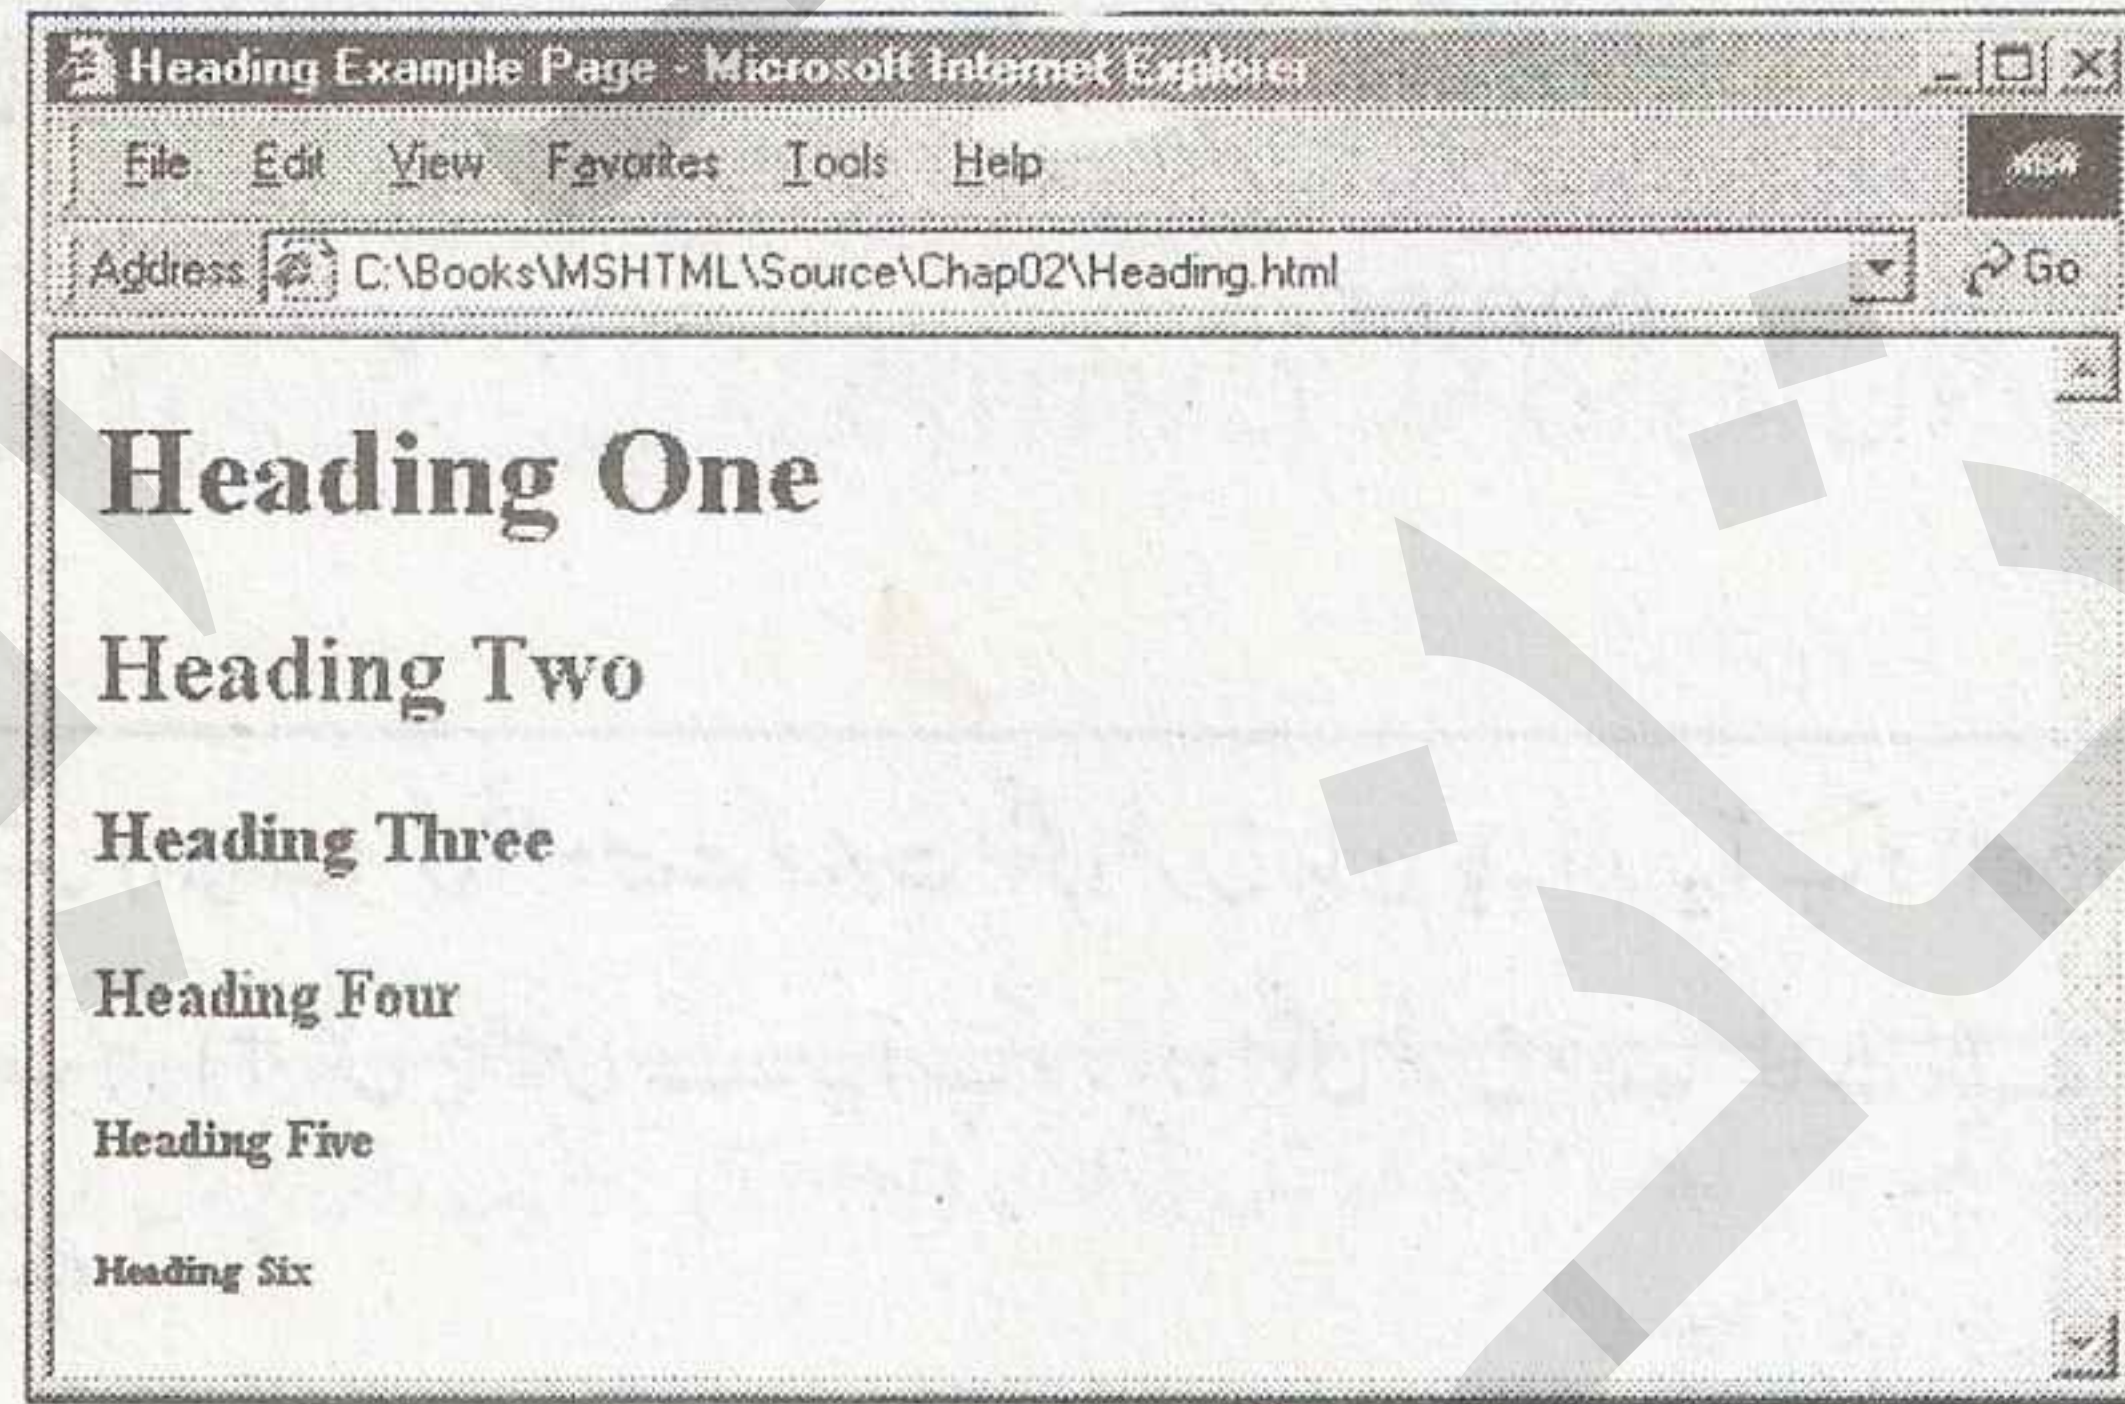 Heading Example Page - Microsoft Internet Explorer
File Edit View Favorites Tools Help
msn
Address C:\Books\MSHTML\Source\Chap02\Heading.html Go
Heading One
Heading Two
Heading Three
Heading Four
Heading Five
Heading Six